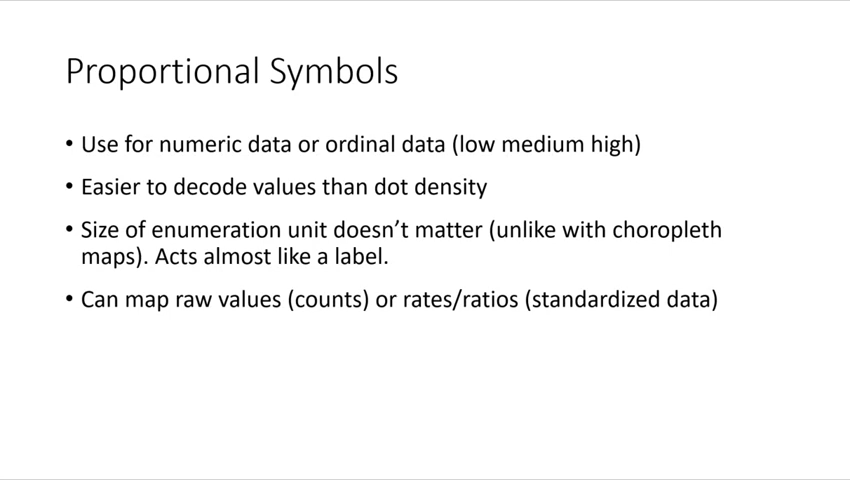 Proportional Symbols
• Use for numeric data or ordinal data (low medium high)
• Easier to decode values than dot density
• Size of enumeration unit doesn’t matter (unlike with choropleth
maps). Acts almost like a label.
• Can map raw values (counts) or rates/ratios (standardized data)